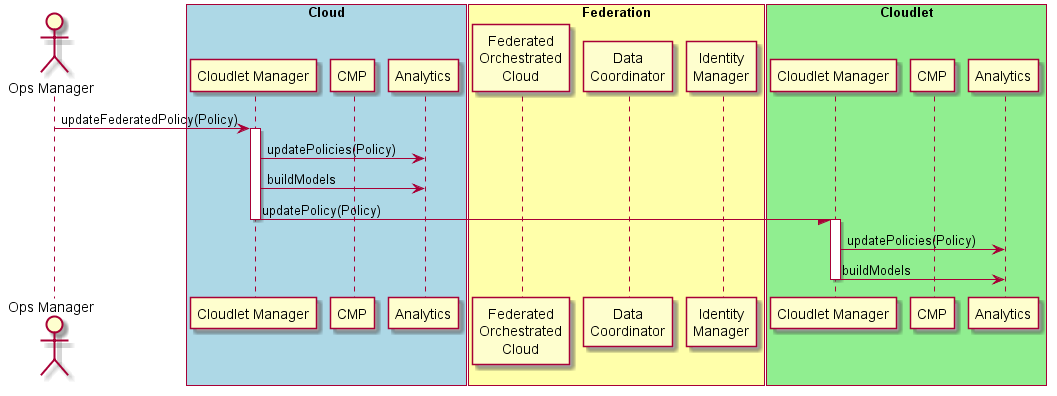 Cloud
Federation
Cloudlet
Ops Manager
Cloudlet Manager
CMP
Analytics
Federated
Orchestrated
Cloud
Data
Coordinator
Identity
Manager
Cloudlet Manager
CMP
Analytics
updateFederatedPolicy(Policy)
updatePolicies(Policy)
buildModels
updatePolicy(Policy)
updatePolicies(Policy)
buildModels
Ops Manager
Cloudlet Manager
CMP
Analytics
Federated
Orchestrated
Cloud
Data
Coordinator
Identity
Manager
Cloudlet Manager
CMP
Analytics